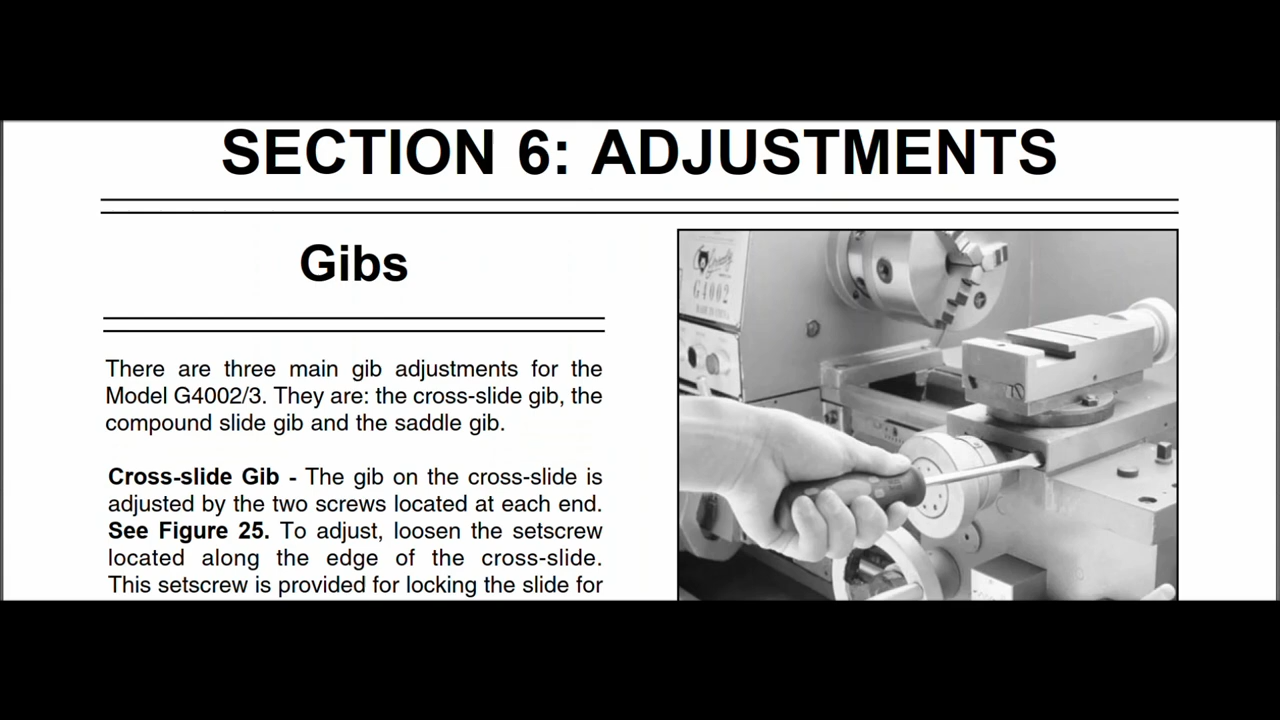 SECTION 6: ADJUSTMENTS
Gibs
There are three main gib adjustments for the
Model G4002/3. They are: the cross-slide gib, the
compound slide gib and the saddle gib.
Cross-slide Gib - The gib on the cross-slide is
adjusted by the two screws located at each end.
See Figure 25. To adjust, loosen the setscrew
located along the edge of the cross-slide.
This setscrew is provided for locking the slide for
Grizzly
G4002